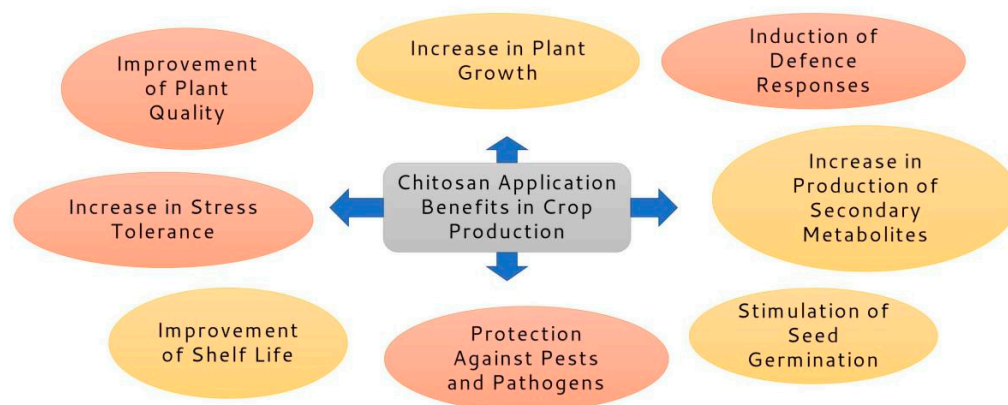 Increase in Plant
Growth
Induction of
Defence
Responses
Improvement
of Plant
Quality
Chitosan Application
Benefits in Crop
Production
Increase in
Production of
Secondary
Metabolites
Increase in Stress
Tolerance
Improvement
of Shelf Life
Protection
Against Pests
and Pathogens
Stimulation of
Seed
Germination